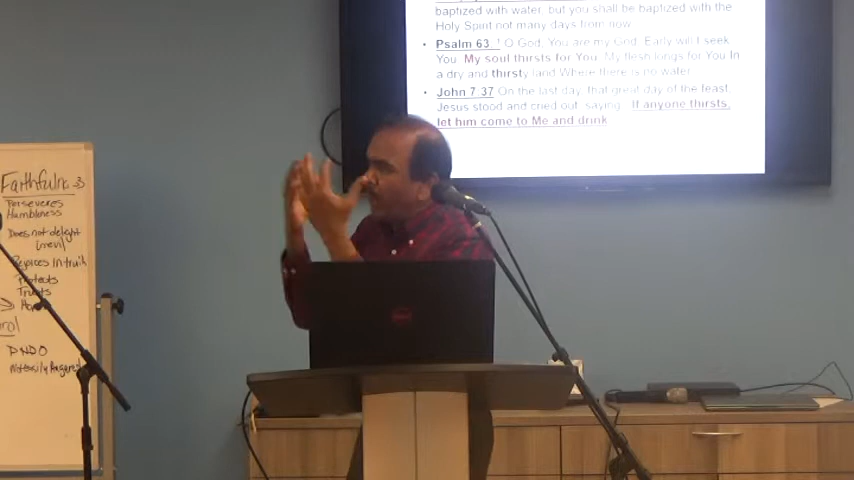 baptized with water, but you shall be baptized with the
Holy Spirit not many days from now.
• Psalm 63: 1 O God, You are my God; Early will I seek
You; My soul thirsts for You; My flesh longs for You In
a dry and thirsty land Where there is no water.
• John 7:37 On the last day, that great day of the feast,
Jesus stood and cried out, saying, If anyone thirsts,
let him come to Me and drink.
Perseveres
Humbleness
Does not delight
in evil
Rejoices in truth
Protects
Trusts
DELL